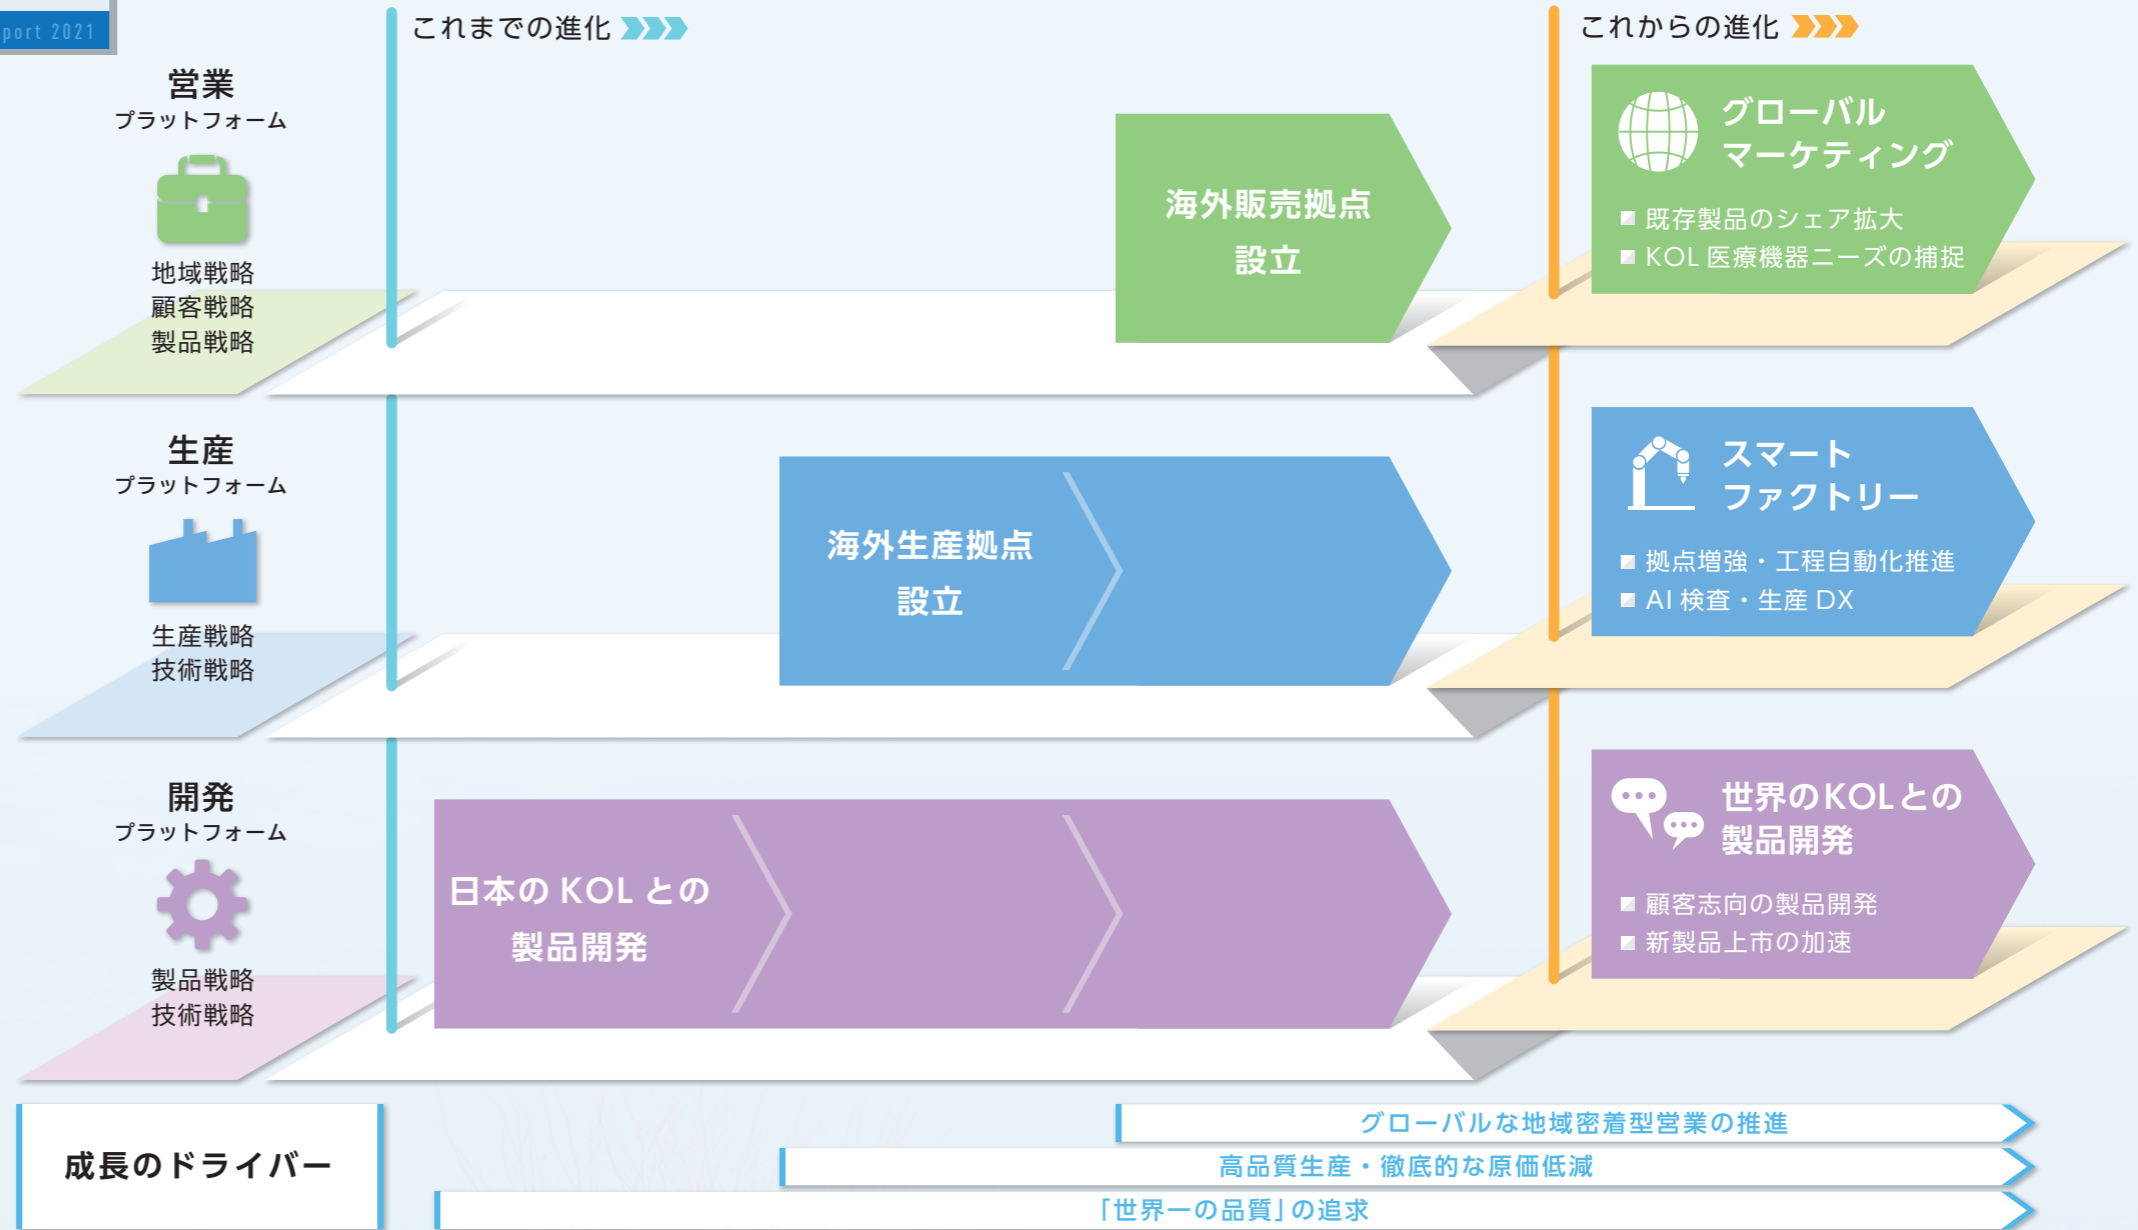 port 2021
これまでの進化
これからの進化
営業
プラットフォーム
地域戦略
顧客戦略
製品戦略
海外販売拠点
設立
グローバル
マーケティング
既存製品のシェア拡大
KOL 医療機器ニーズの捕捉
生産
プラットフォーム
生産戦略
技術戦略
海外生産拠点
設立
スマート
ファクトリー
拠点増強・工程自動化推進
AI 検査・生産 DX
開発
プラットフォーム
製品戦略
技術戦略
日本の KOL との
製品開発
世界のKOLとの
製品開発
顧客志向の製品開発
新製品上市の加速
成長のドライバー
グローバルな地域密着型営業の推進
高品質生産・徹底的な原価低減
「世界一の品質」の追求